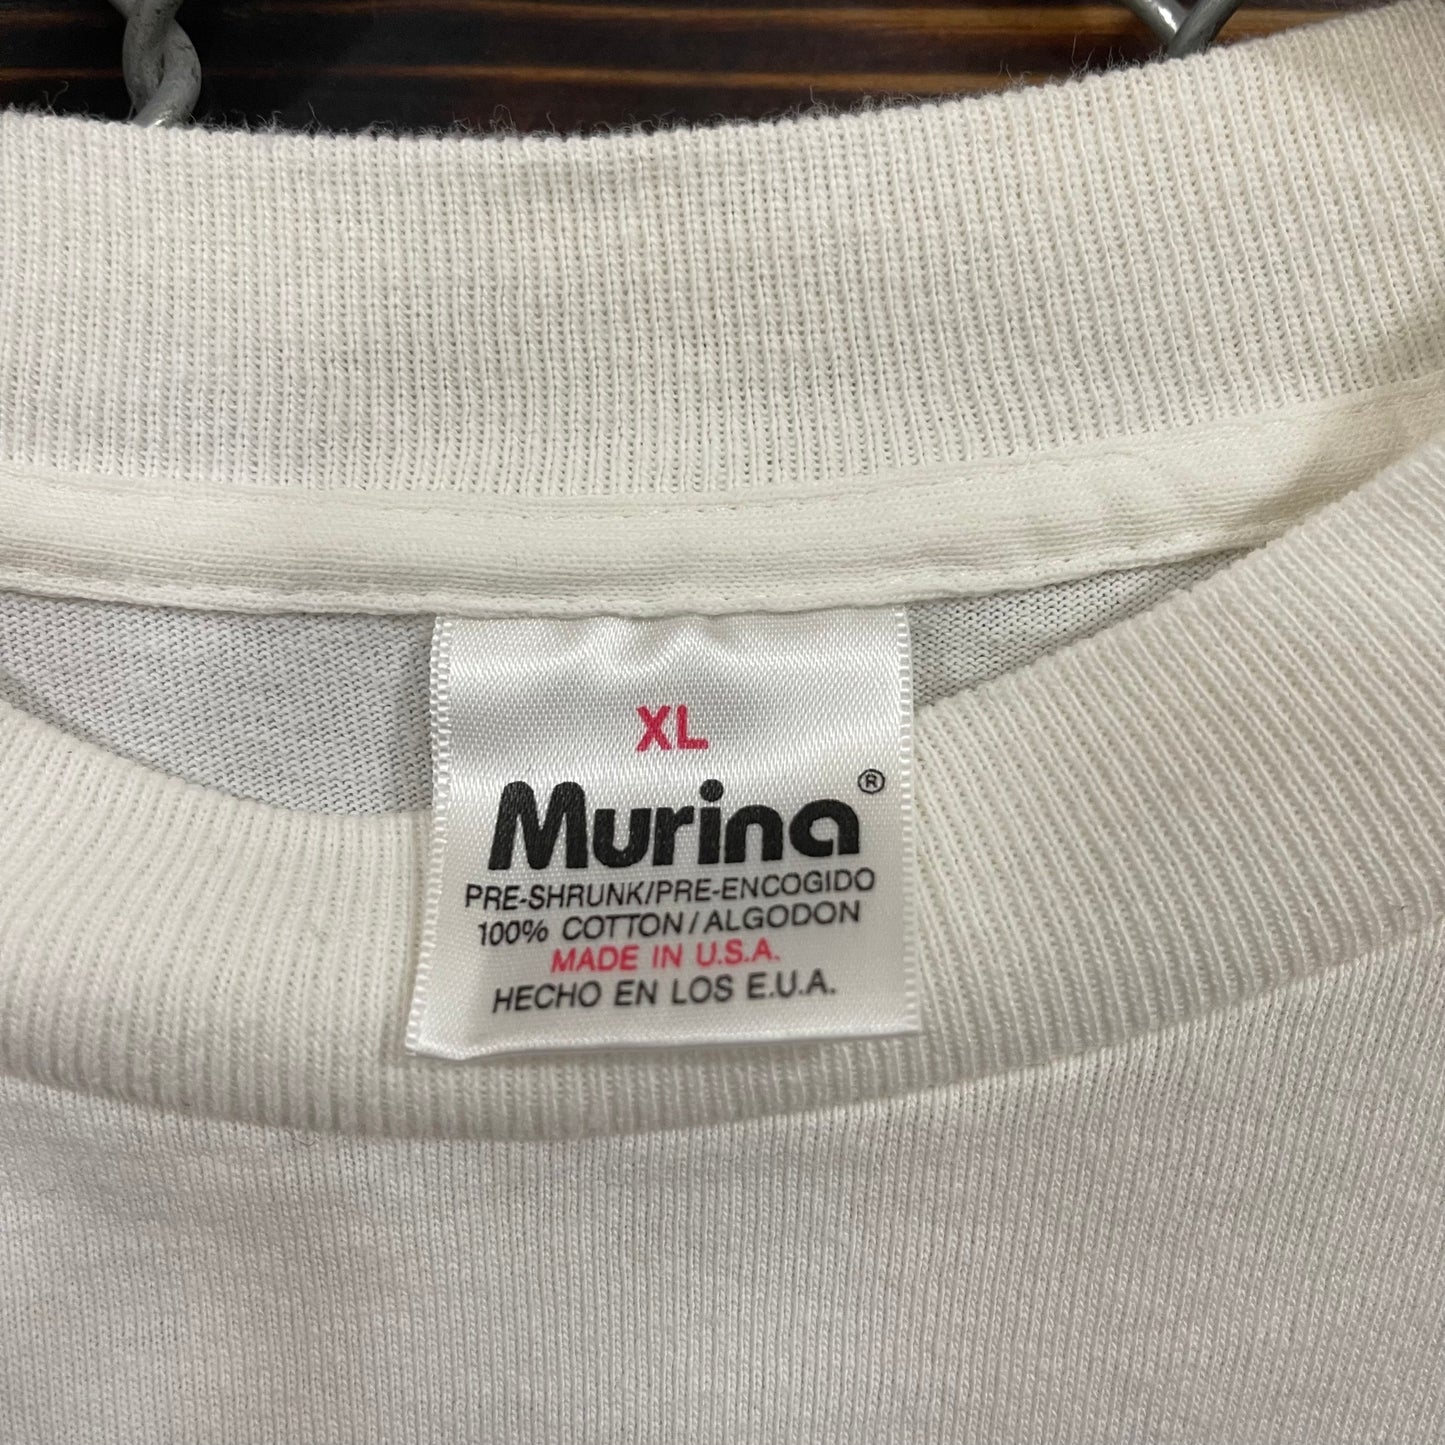 XL
Murina®
PRE-SHRUNK/PRE-ENCOGIDO
100% COTTON/ALGODON
MADE IN U.S.A.
HECHO EN LOS E.U.A.